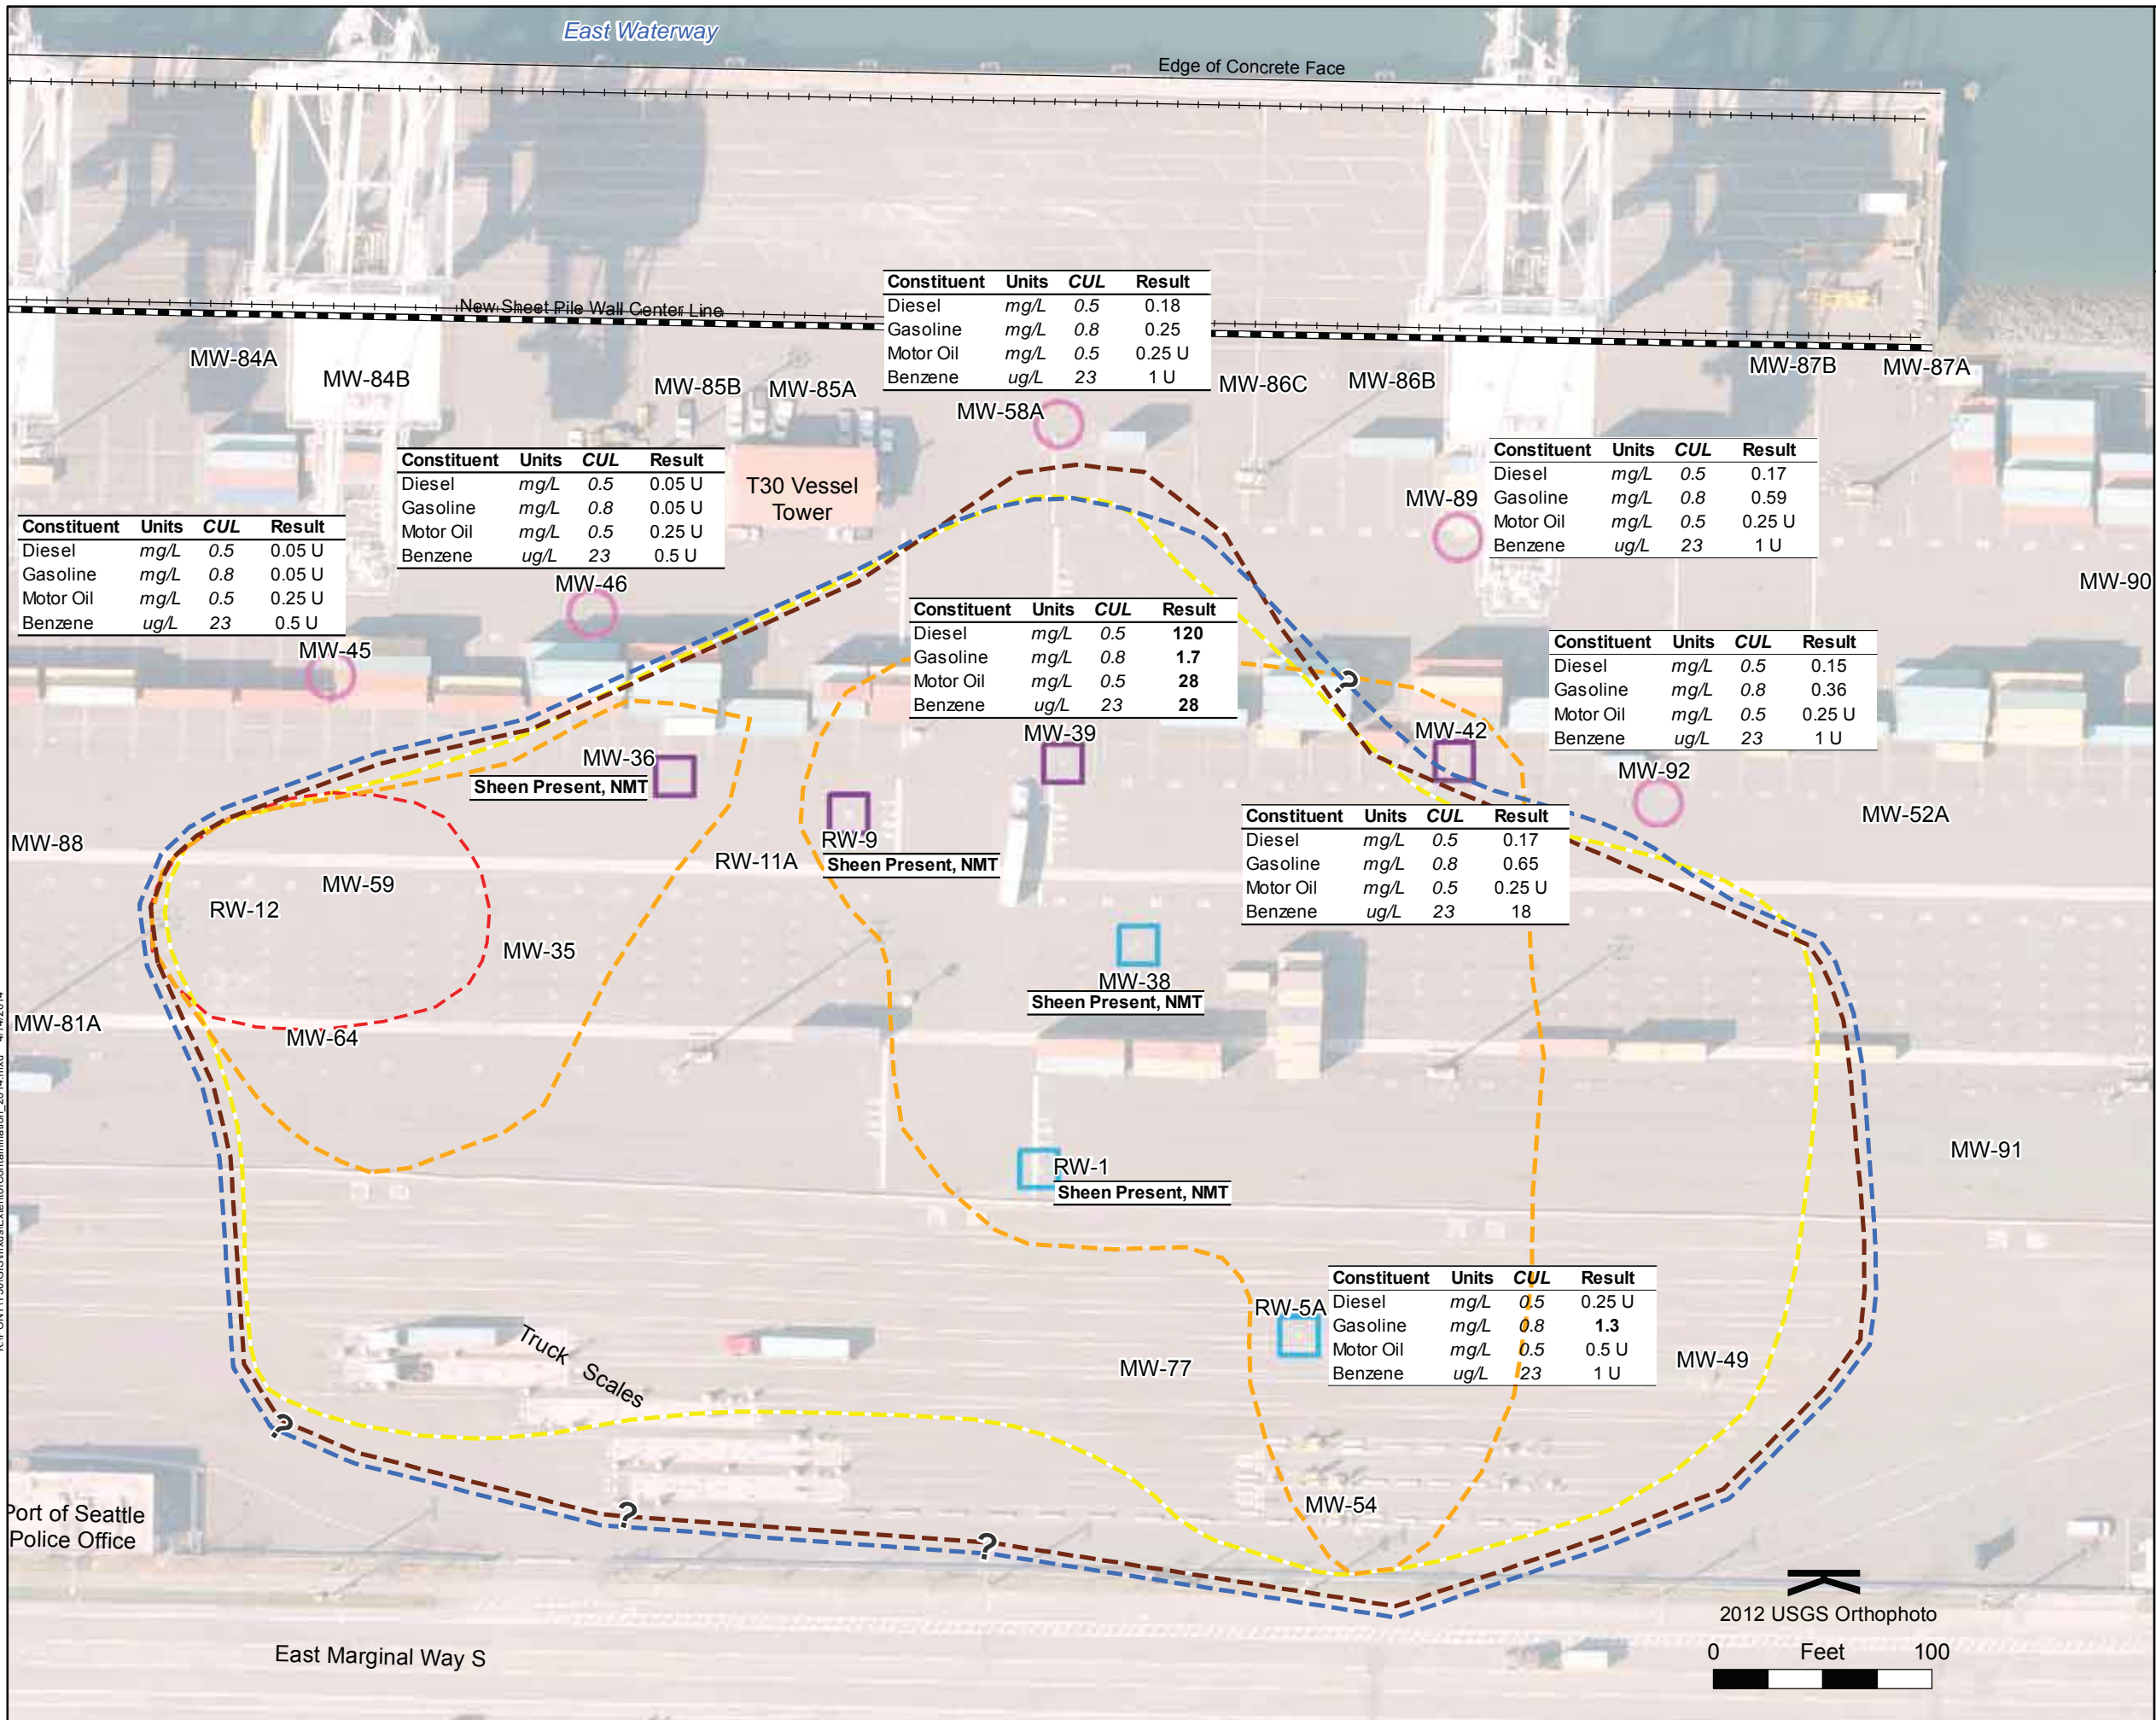 East Waterway
Edge of Concrete Face
New Sheet Pile Wall Center Line
Constituent Units CUL Result
Diesel mg/L 0.5 0.18
Gasoline mg/L 0.8 0.25
Motor Oil mg/L 0.5 0.25 U
Benzene ug/L 23 1 U
MW-84A
MW-84B
MW-85B
MW-85A
MW-58A
MW-86C
MW-86B
MW-87B
MW-87A
Constituent Units CUL Result
Diesel mg/L 0.5 0.05 U
Gasoline mg/L 0.8 0.05 U
Motor Oil mg/L 0.5 0.25 U
Benzene ug/L 23 0.5 U
MW-46
T30 Vessel
Tower
MW-89
Constituent Units CUL Result
Diesel mg/L 0.5 0.17
Gasoline mg/L 0.8 0.59
Motor Oil mg/L 0.5 0.25 U
Benzene ug/L 23 1 U
Constituent Units CUL Result
Diesel mg/L 0.5 0.05 U
Gasoline mg/L 0.8 0.05 U
Motor Oil mg/L 0.5 0.25 U
Benzene ug/L 23 0.5 U
MW-45
MW-90
Constituent Units CUL Result
Diesel mg/L 0.5 120
Gasoline mg/L 0.8 1.7
Motor Oil mg/L 0.5 28
Benzene ug/L 23 28
MW-39
?
Constituent Units CUL Result
Diesel mg/L 0.5 0.15
Gasoline mg/L 0.8 0.36
Motor Oil mg/L 0.5 0.25 U
Benzene ug/L 23 1 U
MW-92
MW-42
MW-36
Sheen Present, NMT
RW-9
Sheen Present, NMT
Constituent Units CUL Result
Diesel mg/L 0.5 0.17
Gasoline mg/L 0.8 0.65
Motor Oil mg/L 0.5 0.25 U
Benzene ug/L 23 18
MW-52A
MW-88
RW-11A
MW-59
RW-12
MW-35
MW-38
Sheen Present, NMT
MW-81A
MW-64
MW-91
RW-1
Sheen Present, NMT
RW-5A
Constituent Units CUL Result
Diesel mg/L 0.5 0.25 U
Gasoline mg/L 0.8 1.3
Motor Oil mg/L 0.5 0.5 U
Benzene ug/L 23 1 U
Truck Scales
MW-77
MW-49
?
?
?
MW-54
Port of Seattle
Police Office
2012 USGS Orthophoto
0 Feet 100
East Marginal Way S